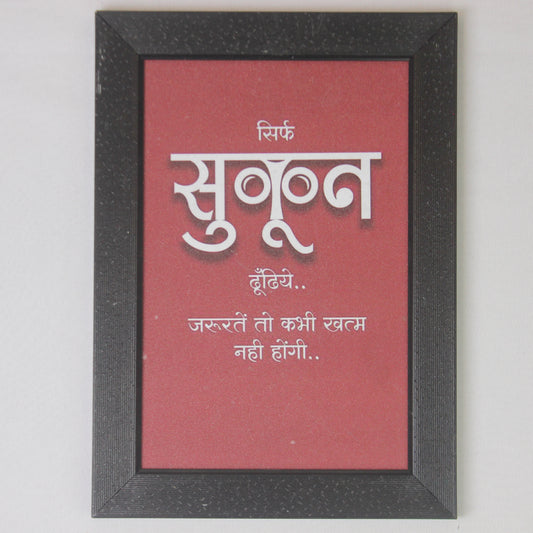 सिर्फ
सुकून
ढूँढिये..
जरूरतें तो कभी खत्म
नही होंगी..